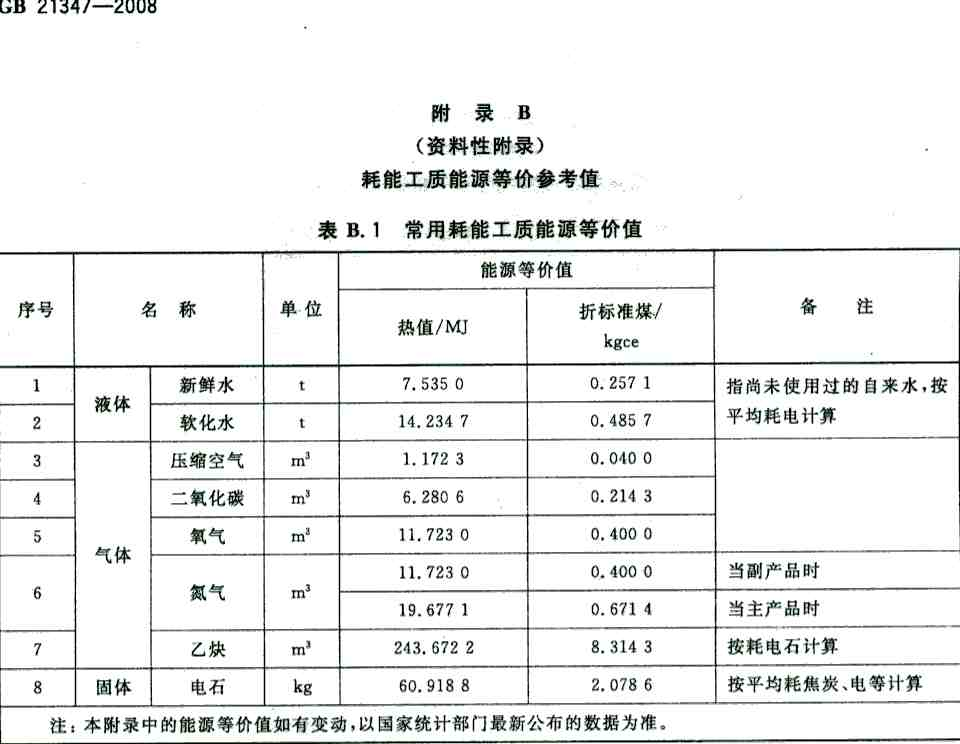 GB 21347—2008
附 录 B
(资料性附录)
耗能工质能源等价参考值
表 B.1 常用耗能工质能源等价值
序号 名 称 单位 能源等价值 备 注
热值/MJ 折标准煤/
kgce
1 液体 新鲜水 t 7.535 0 0.257 1 指尚未使用过的自来水,按
平均耗电计算
2 软化水 t 14.234 7 0.485 7
3 气体 压缩空气 m³ 1.172 3 0.040 0
4 二氧化碳 m³ 6.280 6 0.214 3
5 氧气 m³ 11.723 0 0.400 0
6 氮气 m³ 11.723 0 0.400 0 当副产品时
19.677 1 0.671 4 当主产品时
7 乙炔 m³ 243.672 2 8.314 3 按耗电石计算
8 固体 电石 kg 60.918 8 2.078 6 按平均耗焦炭、电等计算
注:本附录中的能源等价值如有变动,以国家统计部门最新公布的数据为准。